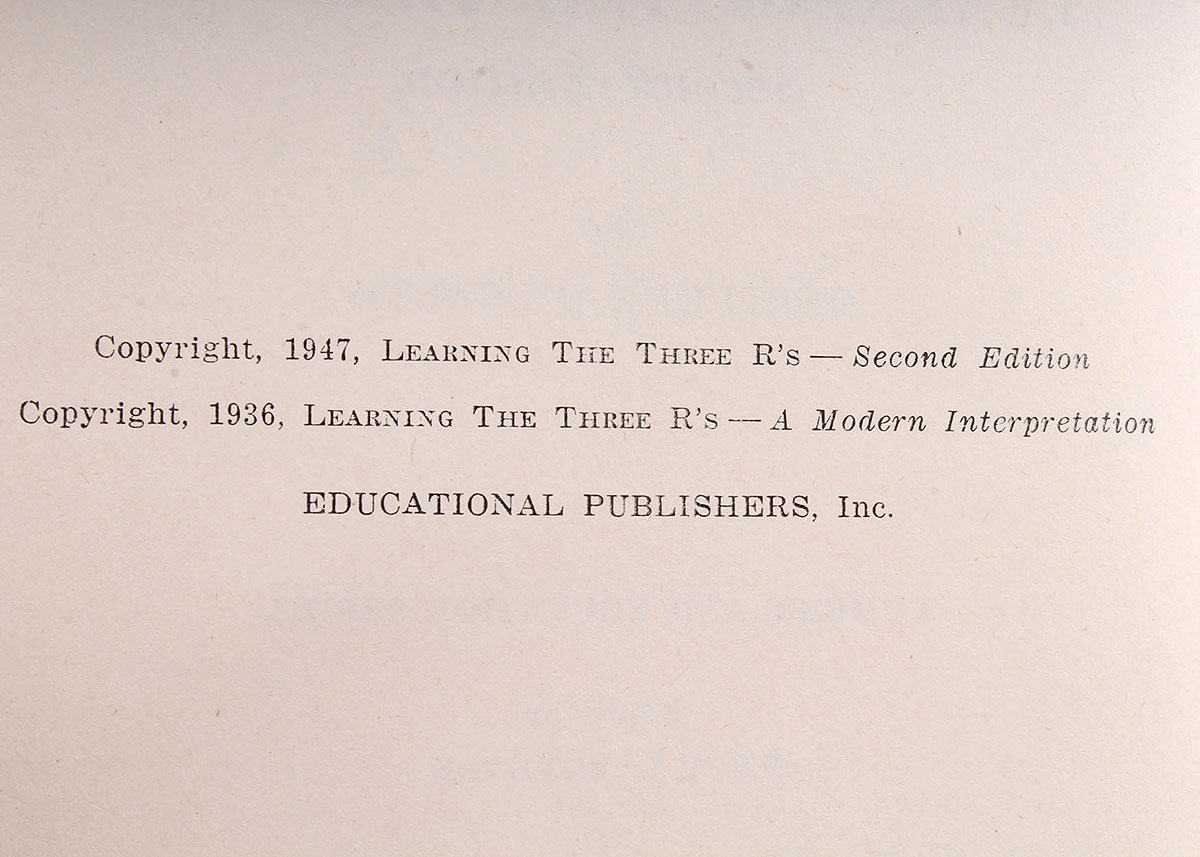 Copyright, 1947, LEARNING THE THREE R's — Second Edition
Copyright, 1936, LEARNING THE THREE R's — A Modern Interpretation
EDUCATIONAL PUBLISHERS, Inc.